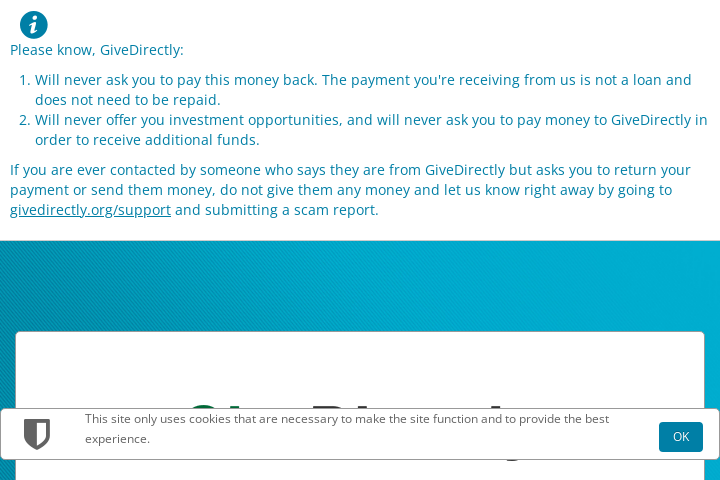 Please know, GiveDirectly:
1. Will never ask you to pay this money back. The payment you're receiving from us is not a loan and
does not need to be repaid.
2. Will never offer you investment opportunities, and will never ask you to pay money to GiveDirectly in
order to receive additional funds.
If you are ever contacted by someone who says they are from GiveDirectly but asks you to return your
payment or send them money, do not give them any money and let us know right away by going to
givedirectly.org/support and submitting a scam report.
This site only uses cookies that are necessary to make the site function and to provide the best
experience.
OK